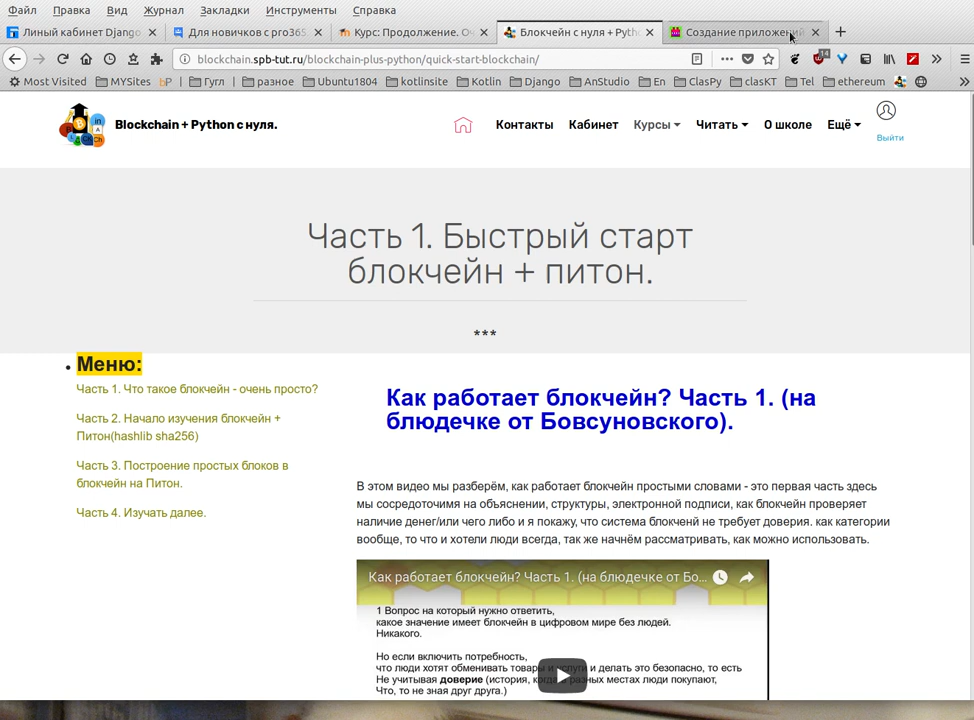 Файл Правка Вид Журнал Закладки Инструменты Справка
Линый кабинет Django
Для новичков с pro365
Курс: Продолжение. О
Блокчейн с нуля + Pyth
Создание приложений
blockchain.spb-tut.ru/blockchain-plus-python/quick-start-blockchain/
14
Most Visited MYSites bP Гугл разное Ubuntu1804 kotlinsite Kotlin Django AnStudio En ClasPy clasKT Tel ethereum
Blockchain + Python с нуля.
Контакты Кабинет Курсы Читать О школе Ещё
Выйти
Часть 1. Быстрый старт
блокчейн + питон.
***
Меню:
Часть 1. Что такое блокчейн - очень просто?
Часть 2. Начало изучения блокчейн +
Питон(hashlib sha256)
Часть 3. Построение простых блоков в
блокчейн на Питон.
Часть 4. Изучать далее.
Как работает блокчейн? Часть 1. (на
блюдечке от Бовсуновского).
В этом видео мы разберём, как работает блокчейн простыми словами - это первая часть здесь
мы сосредоточимя на объяснении, структуры, электронной подписи, как блокчейн проверяет
наличие денег/или чего либо и я покажу, что система блокченй не требует доверия. как категории
вообще, то что и хотели люди всегда, так же начнём рассматривать, как можно использовать.
Как работает блокчейн? Часть 1. (на блюдечке от Бо...
1 Вопрос на который нужно ответить,
какое значение имеет блокчейн в цифровом мире без людей.
Никакого.
Но если включить потребность,
что люди хотят обменивать товары и услуги и делать это безопасно, то есть
Не учитывая доверие (история, когда в разных местах люди покупают,
Что, то не зная друг друга.)